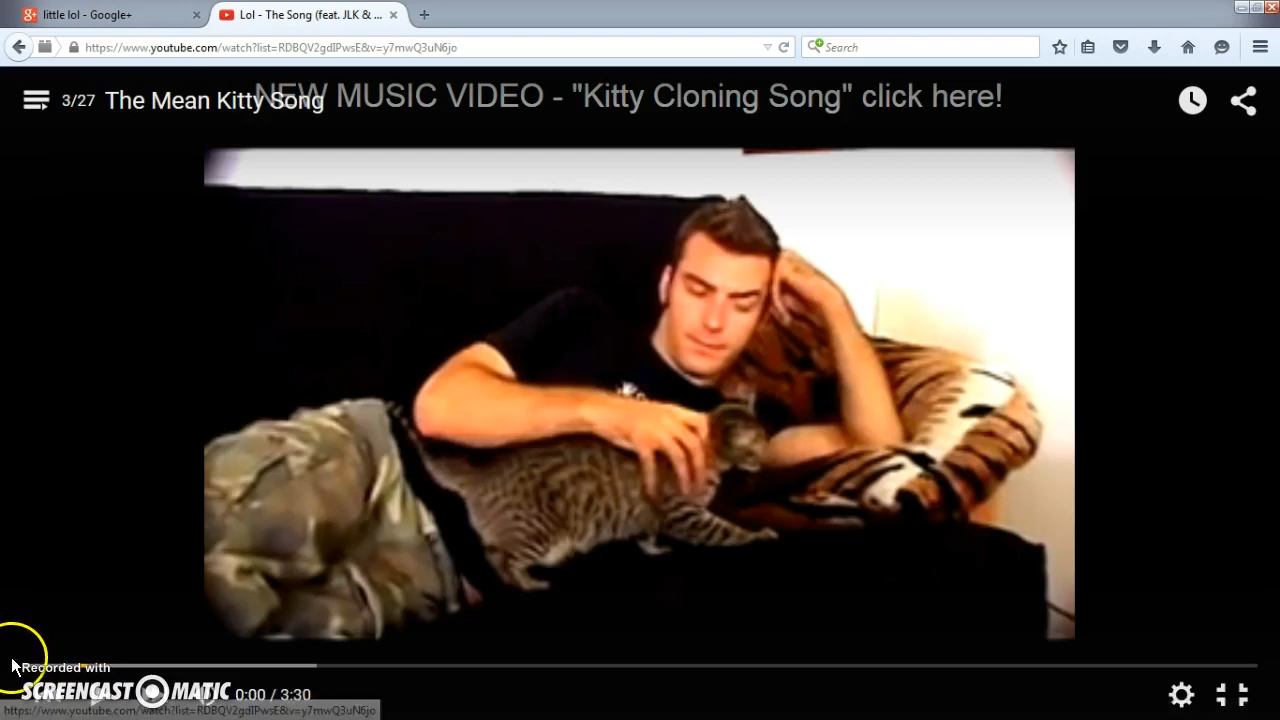 little lol - Google+
Lol - The Song (feat. JLK & ...
https://www.youtube.com/watch?list=RDBQV2gdIPwsE&v=y7mwQ3uN6jo
Search
NEW MUSIC VIDEO - "Kitty Cloning Song" click here!
3/27 The Mean Kitty Song
Recorded with
SCREENCAST MATIC
0:00 / 3:30
https://www.youtube.com/watch?list=RDBQV2gdIPwsE&v=y7mwQ3uN6jo